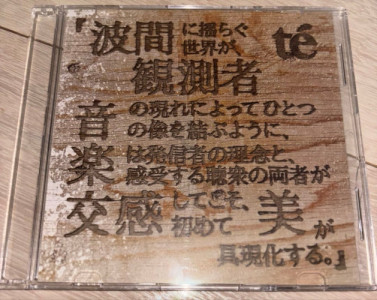 『波間に揺らぐ世界が té
観測者
音の現れによってひとつの像を結ぶように、
楽は発信者の理念と、感受する聴衆の両者が
交感してこそ、初めて美が
具現化する。』